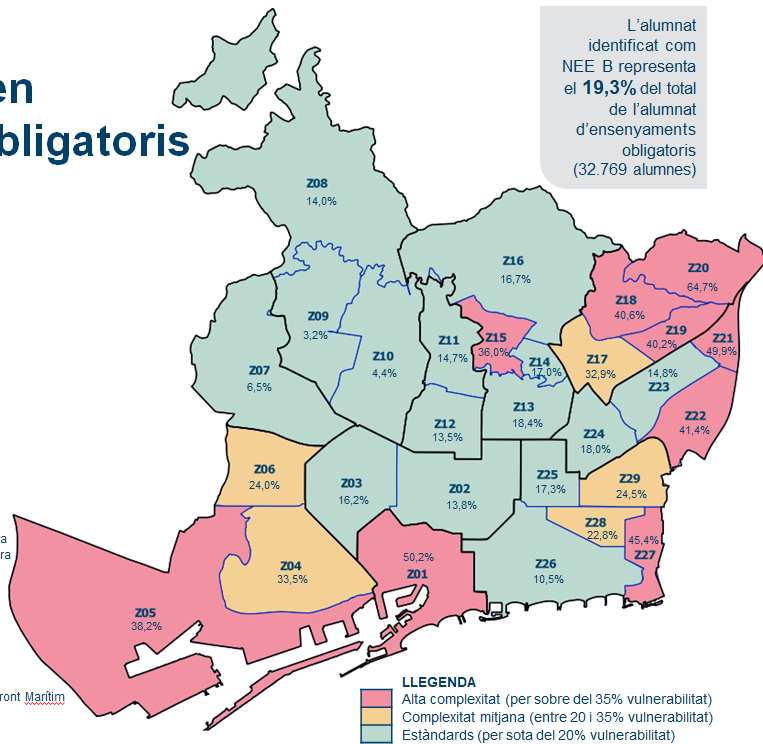 en
bligatoris
L'alumnat
identificat com
NEE B representa
el 19,3% del total
de l'alumnat
d'ensenyaments
obligatoris
(32.769 alumnes)
Z08
14,0%
Z16
16,7%
Z20
64,7%
Z18
40,6%
Z09
3,2%
Z19
40,2%
Z21
49,9%
Z11
14,7%
Z15
36,0%
Z10
4,4%
Z14
17,0%
Z17
32,9%
Z07
6,5%
14,8%
Z23
Z13
18,4%
Z22
41,4%
Z12
13,5%
Z24
18,0%
Z06
24,0%
Z03
16,2%
Z02
13,8%
Z25
17,3%
Z29
24,5%
Z28
22,8%
45,4%
Z27
ta
ra
Z04
33,5%
50,2%
Z01
Z26
10,5%
Z05
38,2%
ront Marítim
LLEGENDA
Alta complexitat (per sobre del 35% vulnerabilitat)
Complexitat mitjana (entre 20 i 35% vulnerabilitat)
Estàndards (per sota del 20% vulnerabilitat)